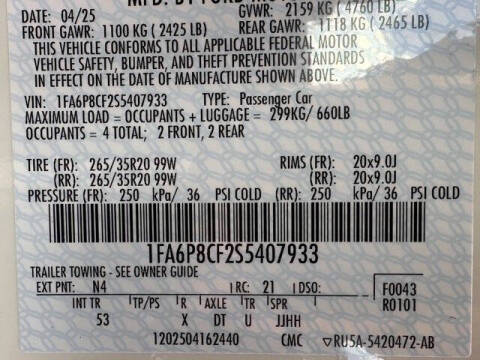 DATE: 04/25 GVWR: 2159 KG (4760 LB)
FRONT GAWR: 1100 KG (2425 LB) REAR GAWR: 1118 KG (2465 LB)
THIS VEHICLE CONFORMS TO ALL APPLICABLE FEDERAL MOTOR
VEHICLE SAFETY, BUMPER, AND THEFT PREVENTION STANDARDS
IN EFFECT ON THE DATE OF MANUFACTURE SHOWN ABOVE.
VIN: 1FA6P8CF2S5407933 TYPE: Passenger Car
MAXIMUM LOAD = OCCUPANTS + LUGGAGE = 299KG/ 660LB
OCCUPANTS = 4 TOTAL; 2 FRONT, 2 REAR
TIRE (FR): 265/35R20 99W RIMS (FR): 20x9.0J
(RR): 265/35R20 99W (RR): 20x9.0J
PRESSURE (FR): 250 kPa/ 36 PSI COLD (RR): 250 kPa/ 36 PSI COLD
1FA6P8CF2S5407933
TRAILER TOWING - SEE OWNER GUIDE
EXT PNT: N4 RC: 21 DSO: F0043
INT TR TP/PS R AXLE TR SPR R0101
53 X DT U JJHH
1202504162440 CMC ▽RU5A-5420472-AB